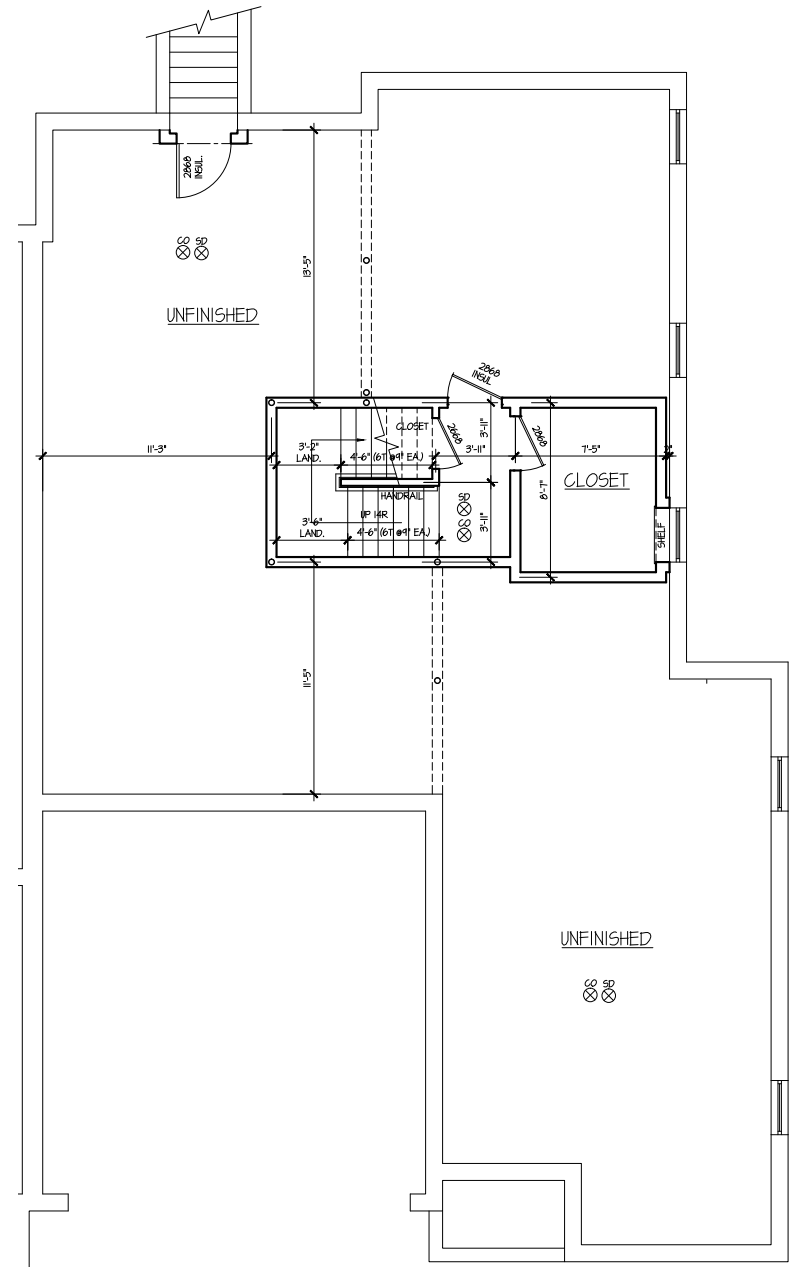 2868
INSUL.
CO SD
13'-5"
UNFINISHED
2868
INSUL
CLOSET
2668
3'-11"
2868
11'-3"
3'-2"
LAND.
4'-6" (6T @9" EA.)
3'-11"
7'-5"
CLOSET
8'-7"
HANDRAIL
SD
CO
UP 14R
3'-6"
LAND.
4'-6" (6T @9" EA.)
3'-11"
SHELF
11'-5"
UNFINISHED
CO SD